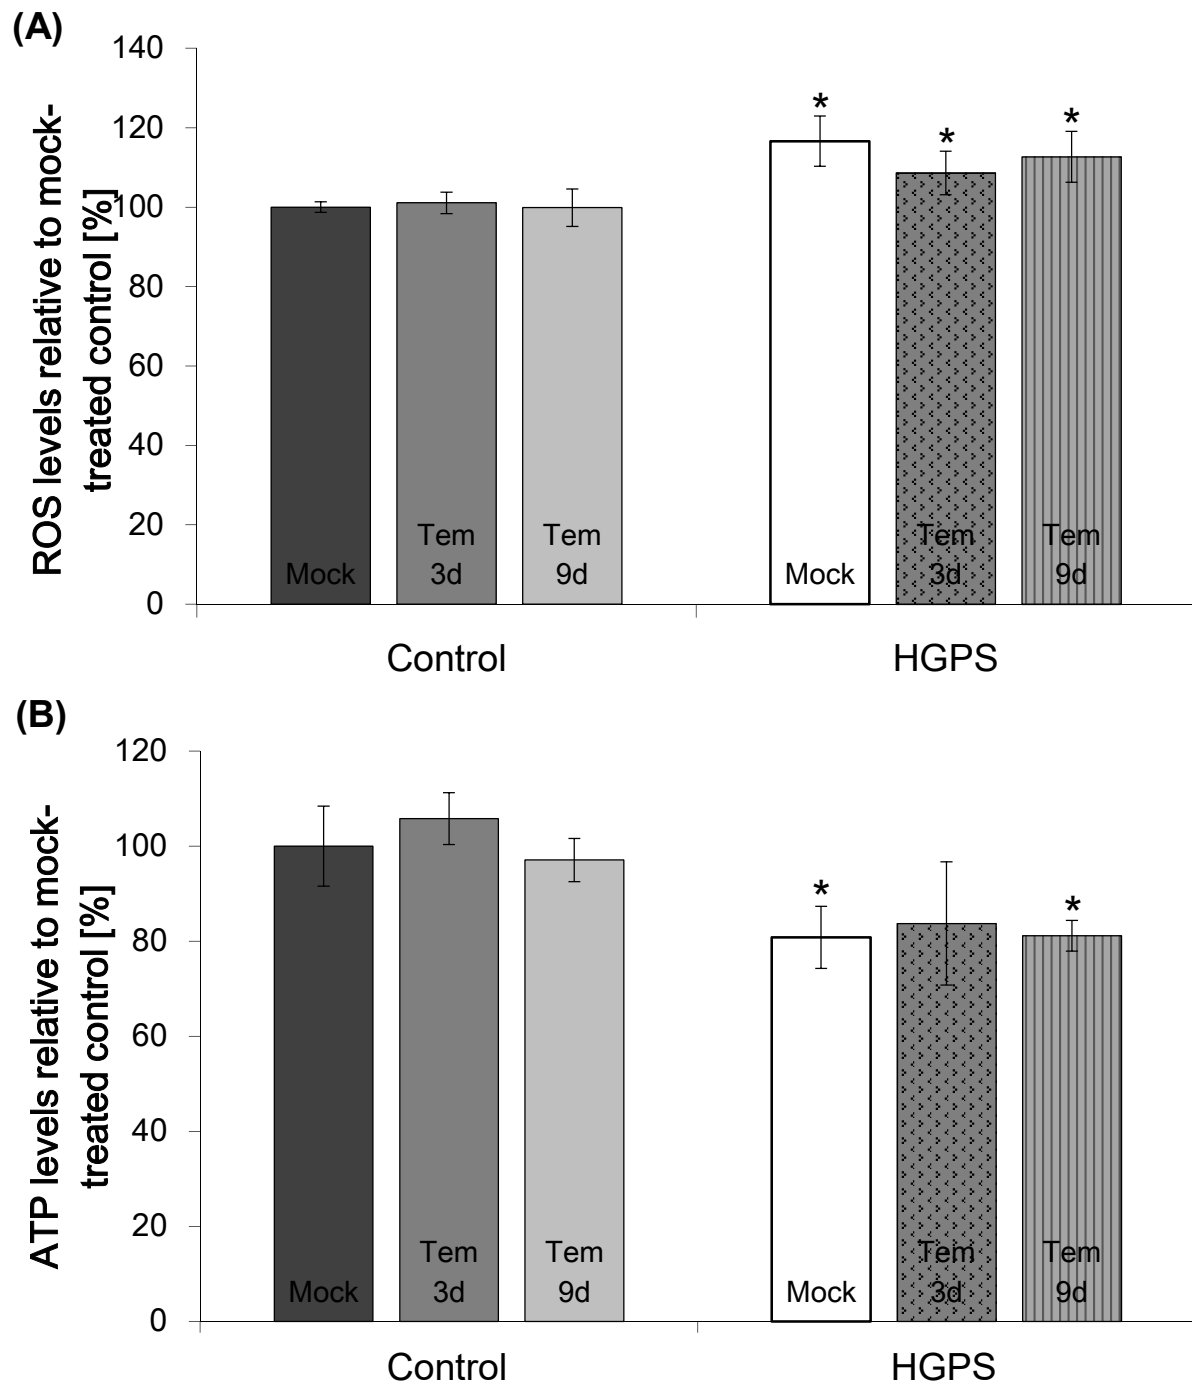 (A)
ROS levels relative to mock-
treated control [%]
140
120
100
80
60
40
20
0
*
*
*
Mock
Tem
3d
Tem
9d
Mock
Tem
3d
Tem
9d
Control
HGPS
(B)
ATP levels relative to mock-
treated control [%]
120
100
80
60
40
20
0
*
*
Mock
Tem
3d
Tem
9d
Mock
Tem
3d
Tem
9d
Control
HGPS